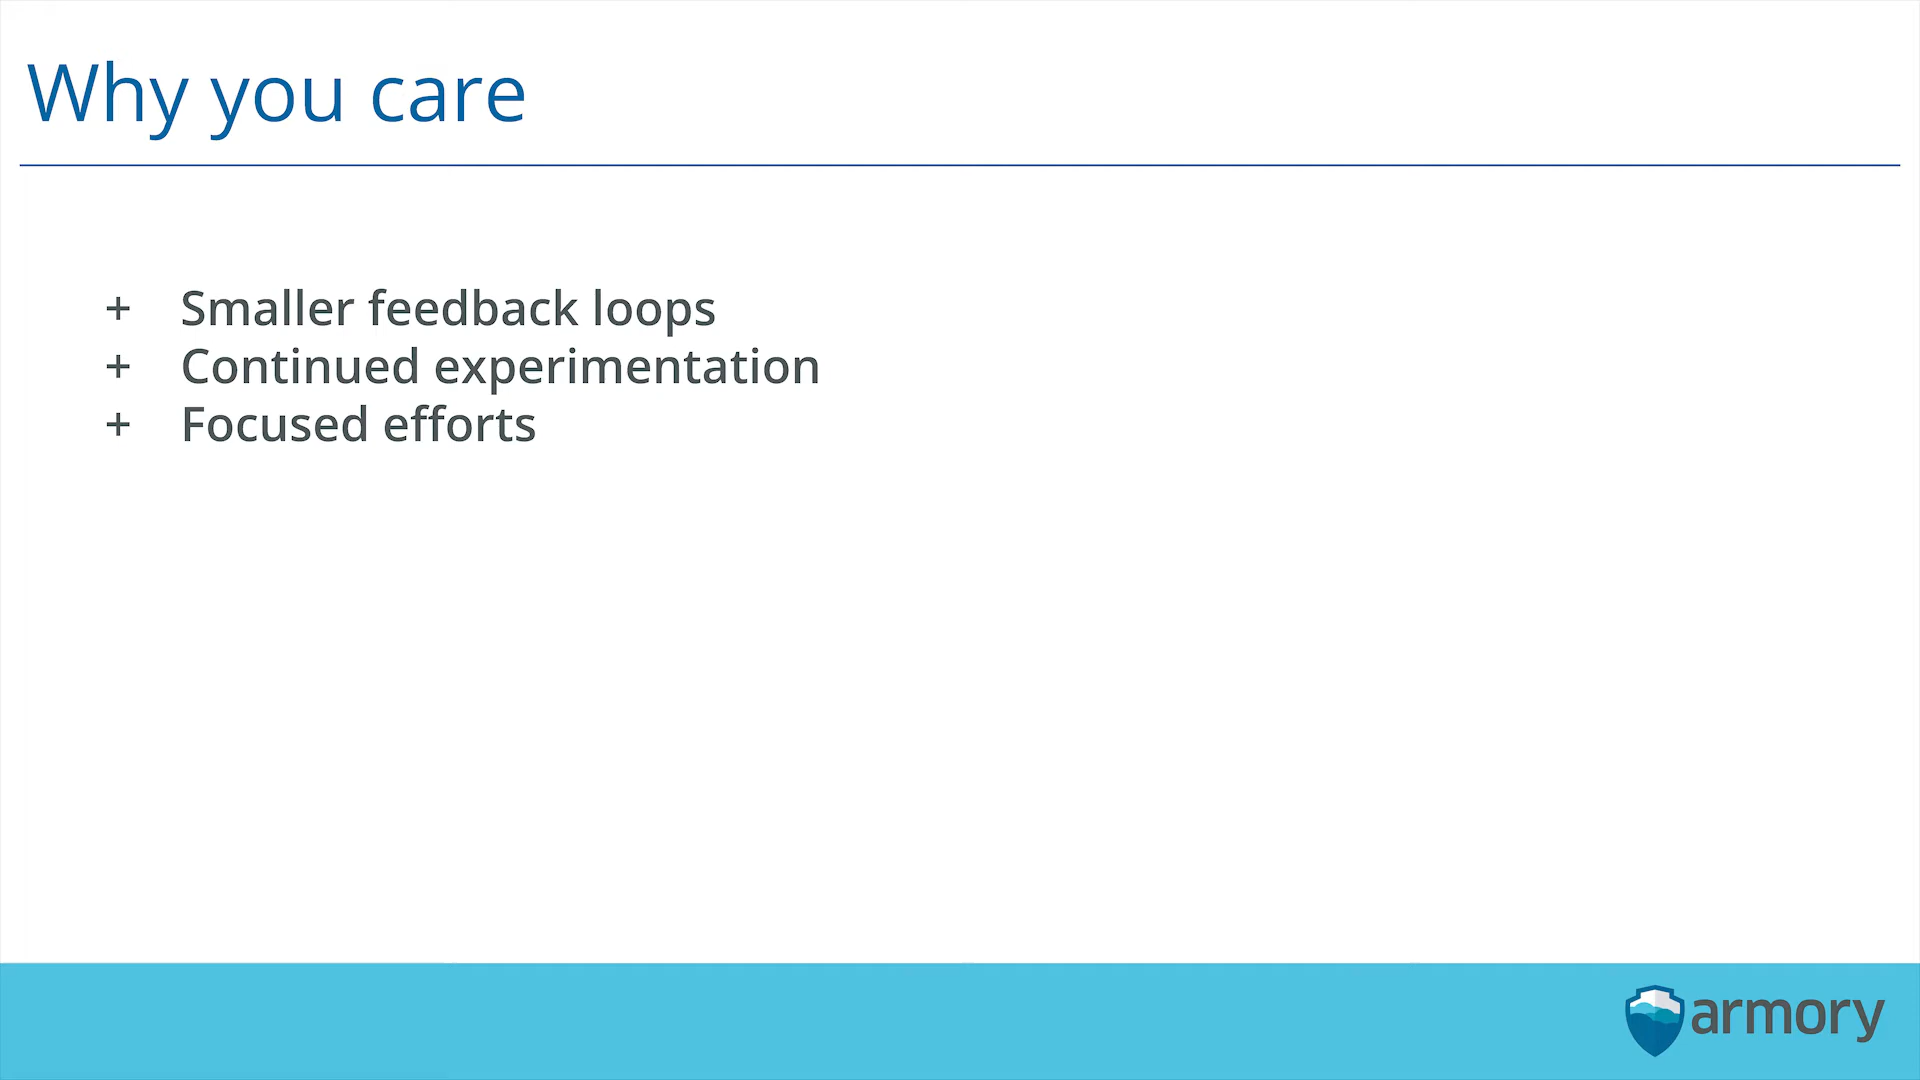 Why you care
+ Smaller feedback loops
+ Continued experimentation
+ Focused efforts
armory